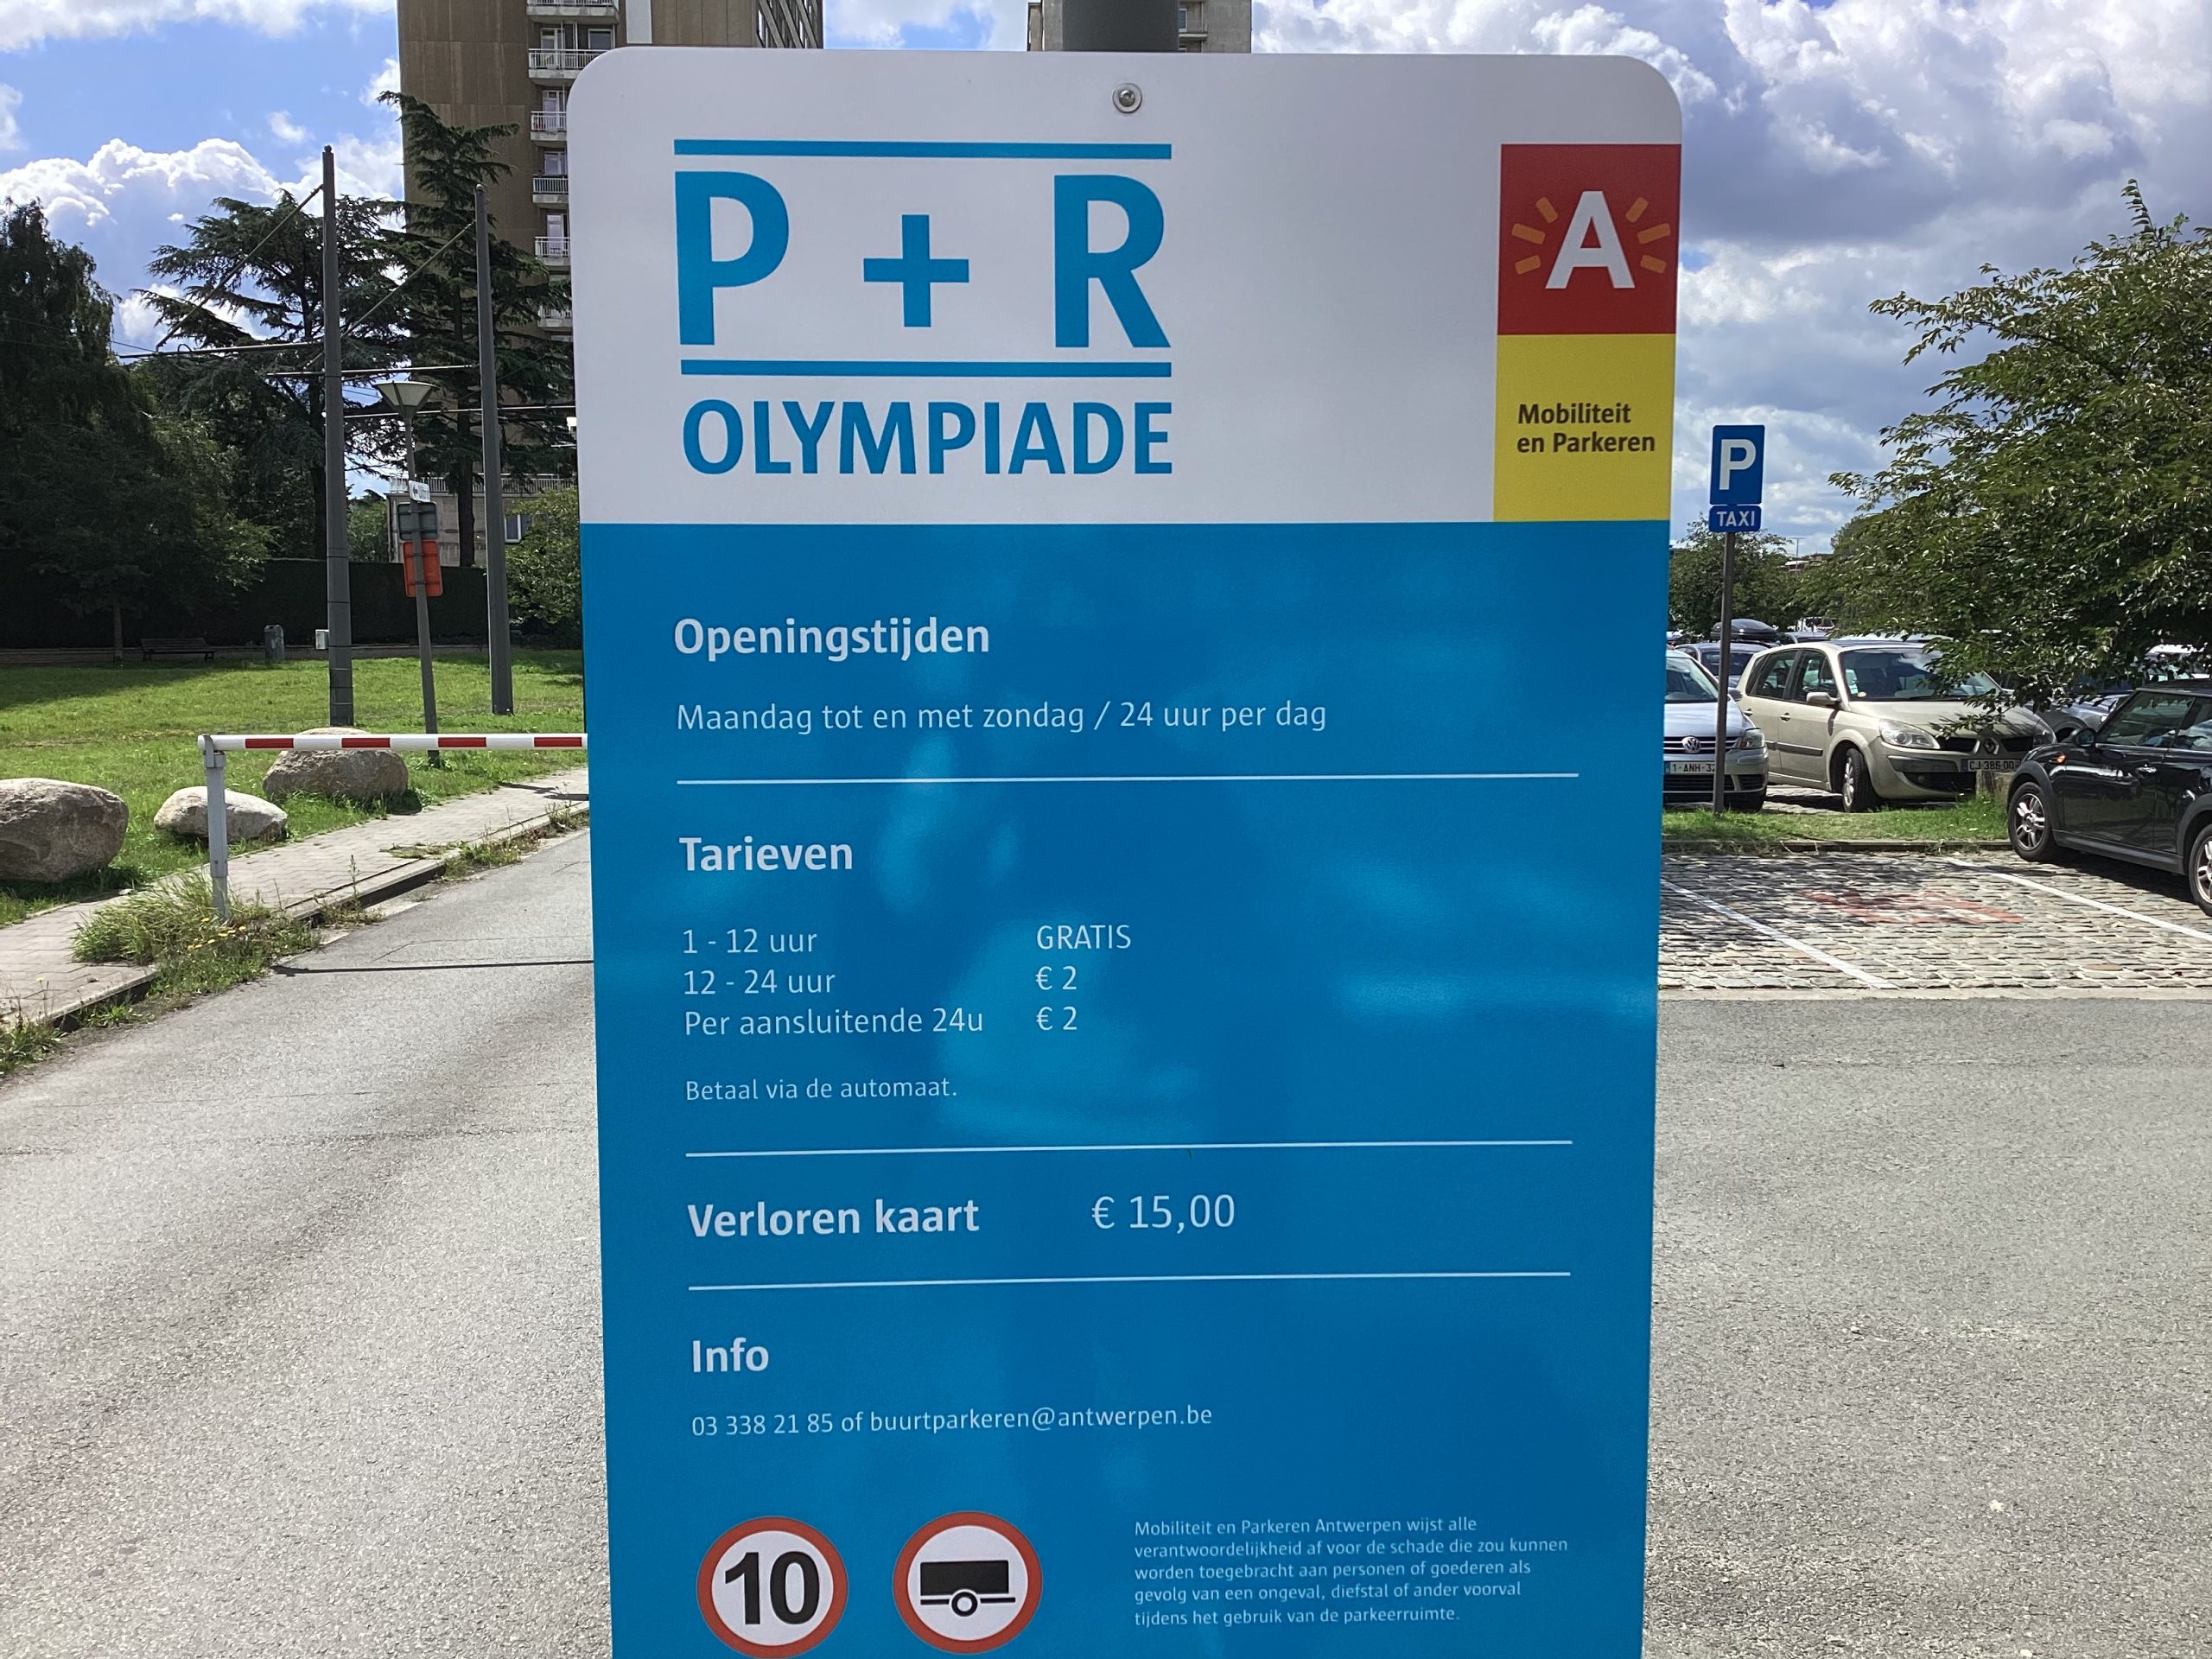 P + R
OLYMPIADE
A
Mobiliteit
en Parkeren
P
TAXI
Openingstijden
Maandag tot en met zondag / 24 uur per dag
Tarieven
1 - 12 uur GRATIS
12 - 24 uur € 2
Per aansluitende 24u € 2
Betaal via de automaat.
Verloren kaart € 15,00
Info
03 338 21 85 of buurtparkeren@antwerpen.be
10
Mobiliteit en Parkeren Antwerpen wijst alle
verantwoordelijkheid af voor de schade die zou kunnen
worden toegebracht aan personen of goederen als
gevolg van een ongeval, diefstal of ander voorval
tijdens het gebruik van de parkeerruimte.